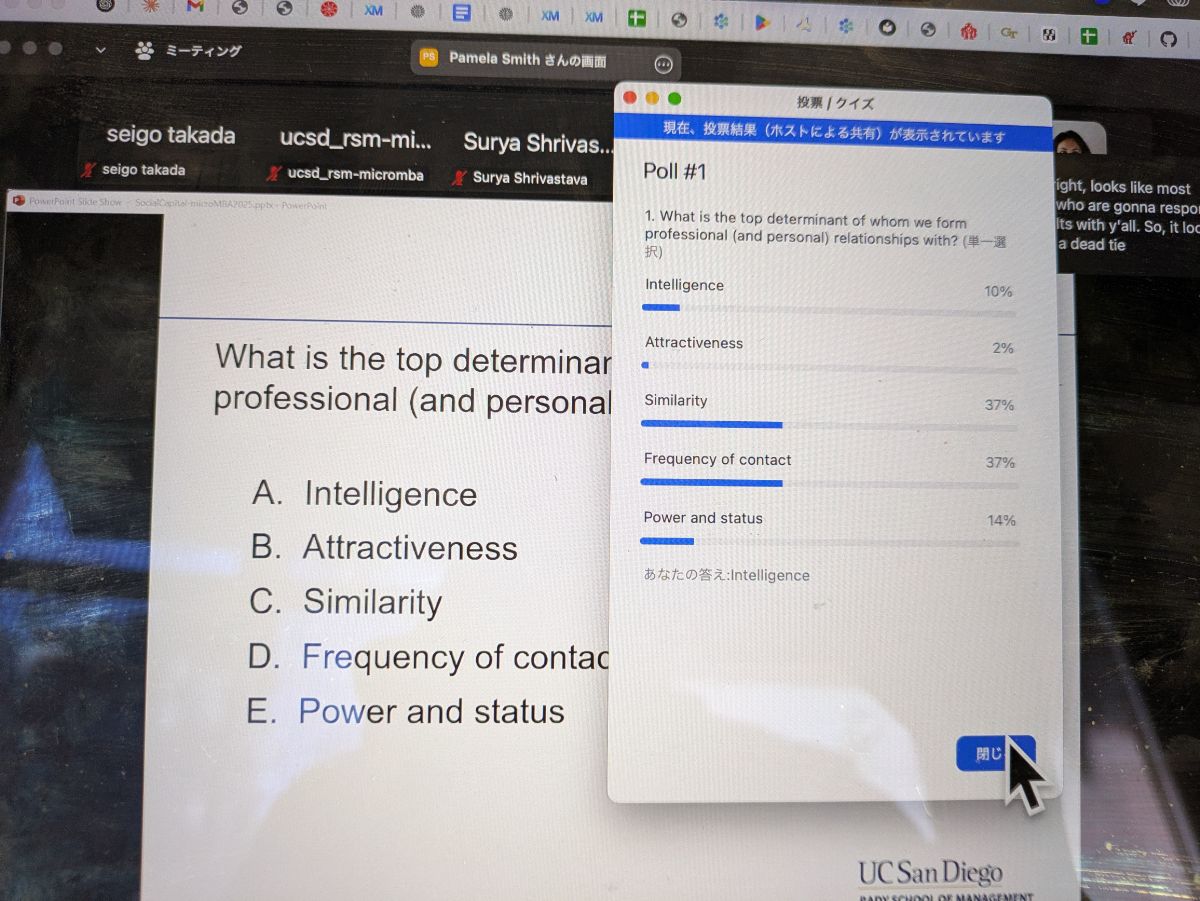 XM
XM
XM
Gr
ミーティング
PS Pamela Smith さんの画面
seigo takada
ucsd_rsm-mi...
Surya Shrivas...
seigo takada
ucsd_rsm-micromba
Surya Shrivastava
PowerPoint Slide Show - SocialCapital-microMBA2025.pptx - PowerPoint
What is the top determinan
professional (and personal
A. Intelligence
B. Attractiveness
C. Similarity
D. Frequency of contac
E. Power and status
投票 / クイズ
現在、投票結果（ホストによる共有）が表示されています
Poll #1
1. What is the top determinant of whom we form
professional (and personal) relationships with? (単一選
択)
Intelligence 10%
Attractiveness 2%
Similarity 37%
Frequency of contact 37%
Power and status 14%
あなたの答え:Intelligence
閉じ
ight, looks like most
who are gonna respo
lts with y'all. So, it loo
a dead tie
UC San Diego
RADY SCHOOL OF MANAGEMENT